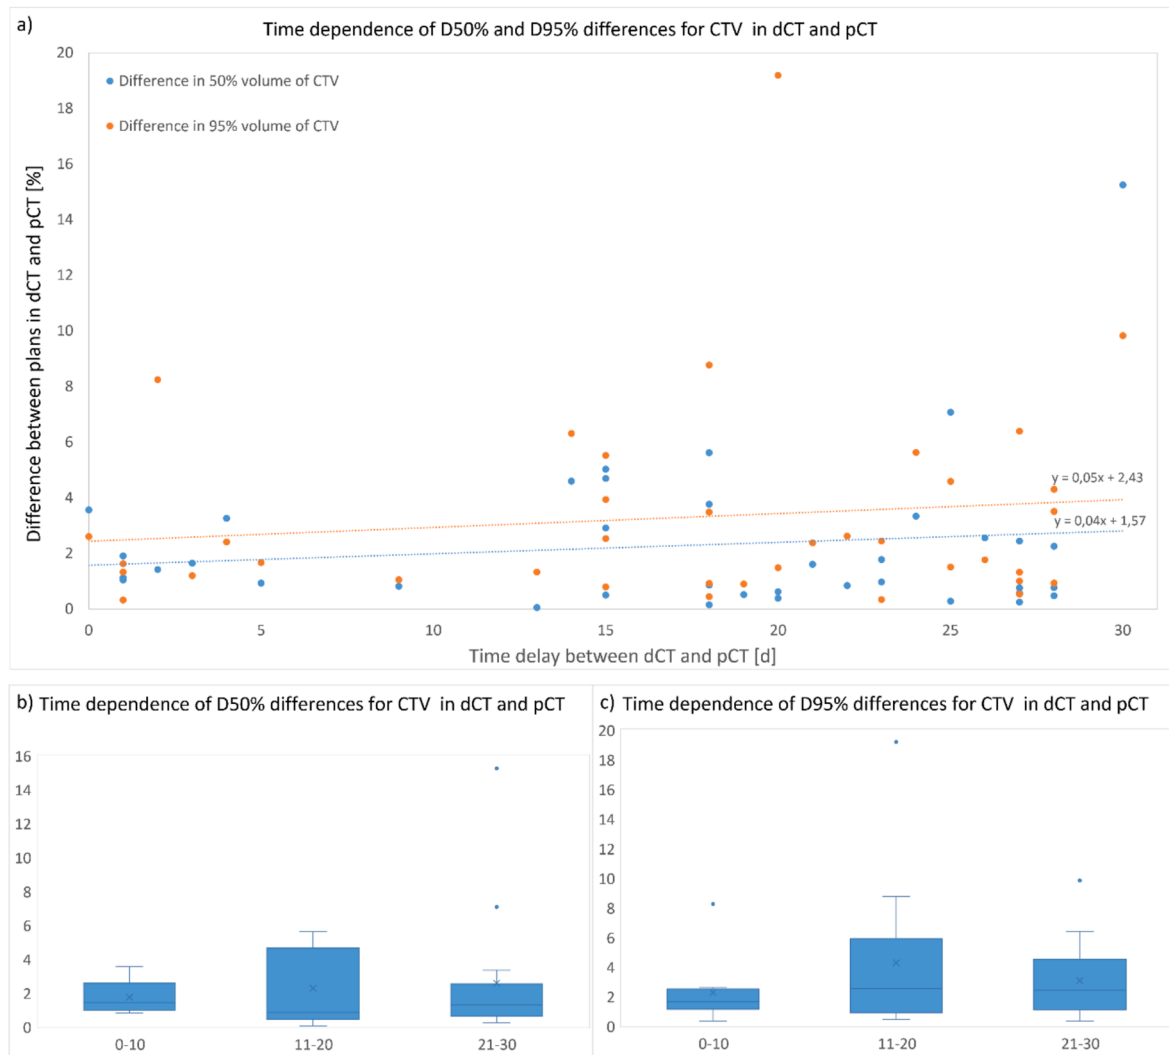 a)
Time dependence of D50% and D95% differences for CTV in dCT and pCT
20
18
16
14
12
10
8
6
4
2
0
Difference between plans in dCT and pCT [%]
Difference in 50% volume of CTV
Difference in 95% volume of CTV
y = 0,05x + 2,43
y = 0,04x + 1,57
0 5 10 15 20 25 30
Time delay between dCT and pCT [d]
b) Time dependence of D50% differences for CTV in dCT and pCT
16
14
12
10
8
6
4
2
0
0-10 11-20 21-30
c) Time dependence of D95% differences for CTV in dCT and pCT
20
18
16
14
12
10
8
6
4
2
0
0-10 11-20 21-30